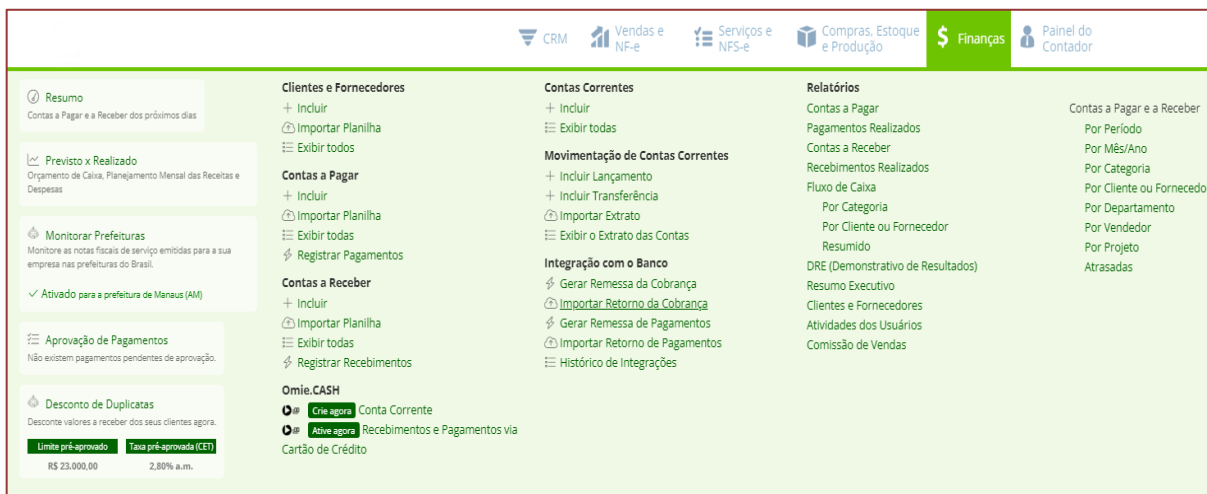 CRM
Vendas e
NF-e
Serviços e
NFS-e
Compras, Estoque
e Produção
$ Finanças
Painel do
Contador
Resumo
Contas a Pagar e a Receber dos próximos dias
Previsto x Realizado
Orçamento de Caixa, Planejamento Mensal das Receitas e
Despesas
Monitorar Prefeituras
Monitore as notas fiscais de serviço emitidas para a sua
empresa nas prefeituras do Brasil.
Ativado para a prefeitura de Manaus (AM)
Aprovação de Pagamentos
Não existem pagamentos pendentes de aprovação.
Desconto de Duplicatas
Desconte valores a receber dos seus clientes agora.
Limite pré-aprovado Taxa pré-aprovada (CET)
R$ 23.000,00 2,80% a.m.
Clientes e Fornecedores
+ Incluir
Importar Planilha
Exibir todos
Contas a Pagar
+ Incluir
Importar Planilha
Exibir todas
Registrar Pagamentos
Contas a Receber
+ Incluir
Importar Planilha
Exibir todas
Registrar Recebimentos
Omie.CASH
Crie agora Conta Corrente
Ative agora Recebimentos e Pagamentos via
Cartão de Crédito
Contas Correntes
+ Incluir
Exibir todas
Movimentação de Contas Correntes
+ Incluir Lançamento
+ Incluir Transferência
Importar Extrato
Exibir o Extrato das Contas
Integração com o Banco
Gerar Remessa da Cobrança
Importar Retorno da Cobrança
Gerar Remessa de Pagamentos
Importar Retorno de Pagamentos
Histórico de Integrações
Relatórios
Contas a Pagar
Pagamentos Realizados
Contas a Receber
Recebimentos Realizados
Fluxo de Caixa
Por Categoria
Por Cliente ou Fornecedor
Resumido
DRE (Demonstrativo de Resultados)
Resumo Executivo
Clientes e Fornecedores
Atividades dos Usuários
Comissão de Vendas
Contas a Pagar e a Receber
Por Período
Por Mês/Ano
Por Categoria
Por Cliente ou Fornecedo
Por Departamento
Por Vendedor
Por Projeto
Atrasadas